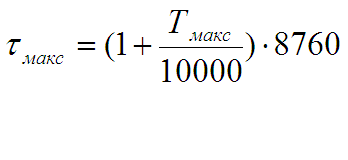 τ_макс = (1 + T_макс / 10000) · 8760